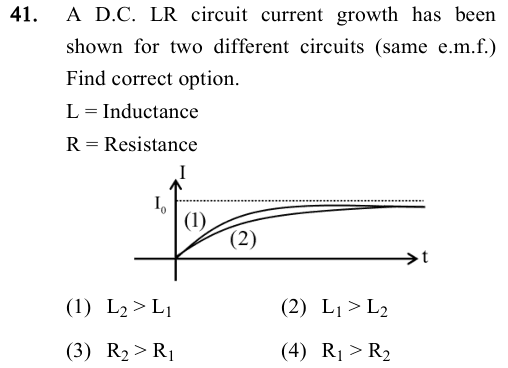 41. A D.C. LR circuit current growth has been
shown for two different circuits (same e.m.f.)
Find correct option.
L = Inductance
R = Resistance
I
I₀
(1)
(2)
t
(1) L₂ > L₁ (2) L₁ > L₂
(3) R₂ > R₁ (4) R₁ > R₂